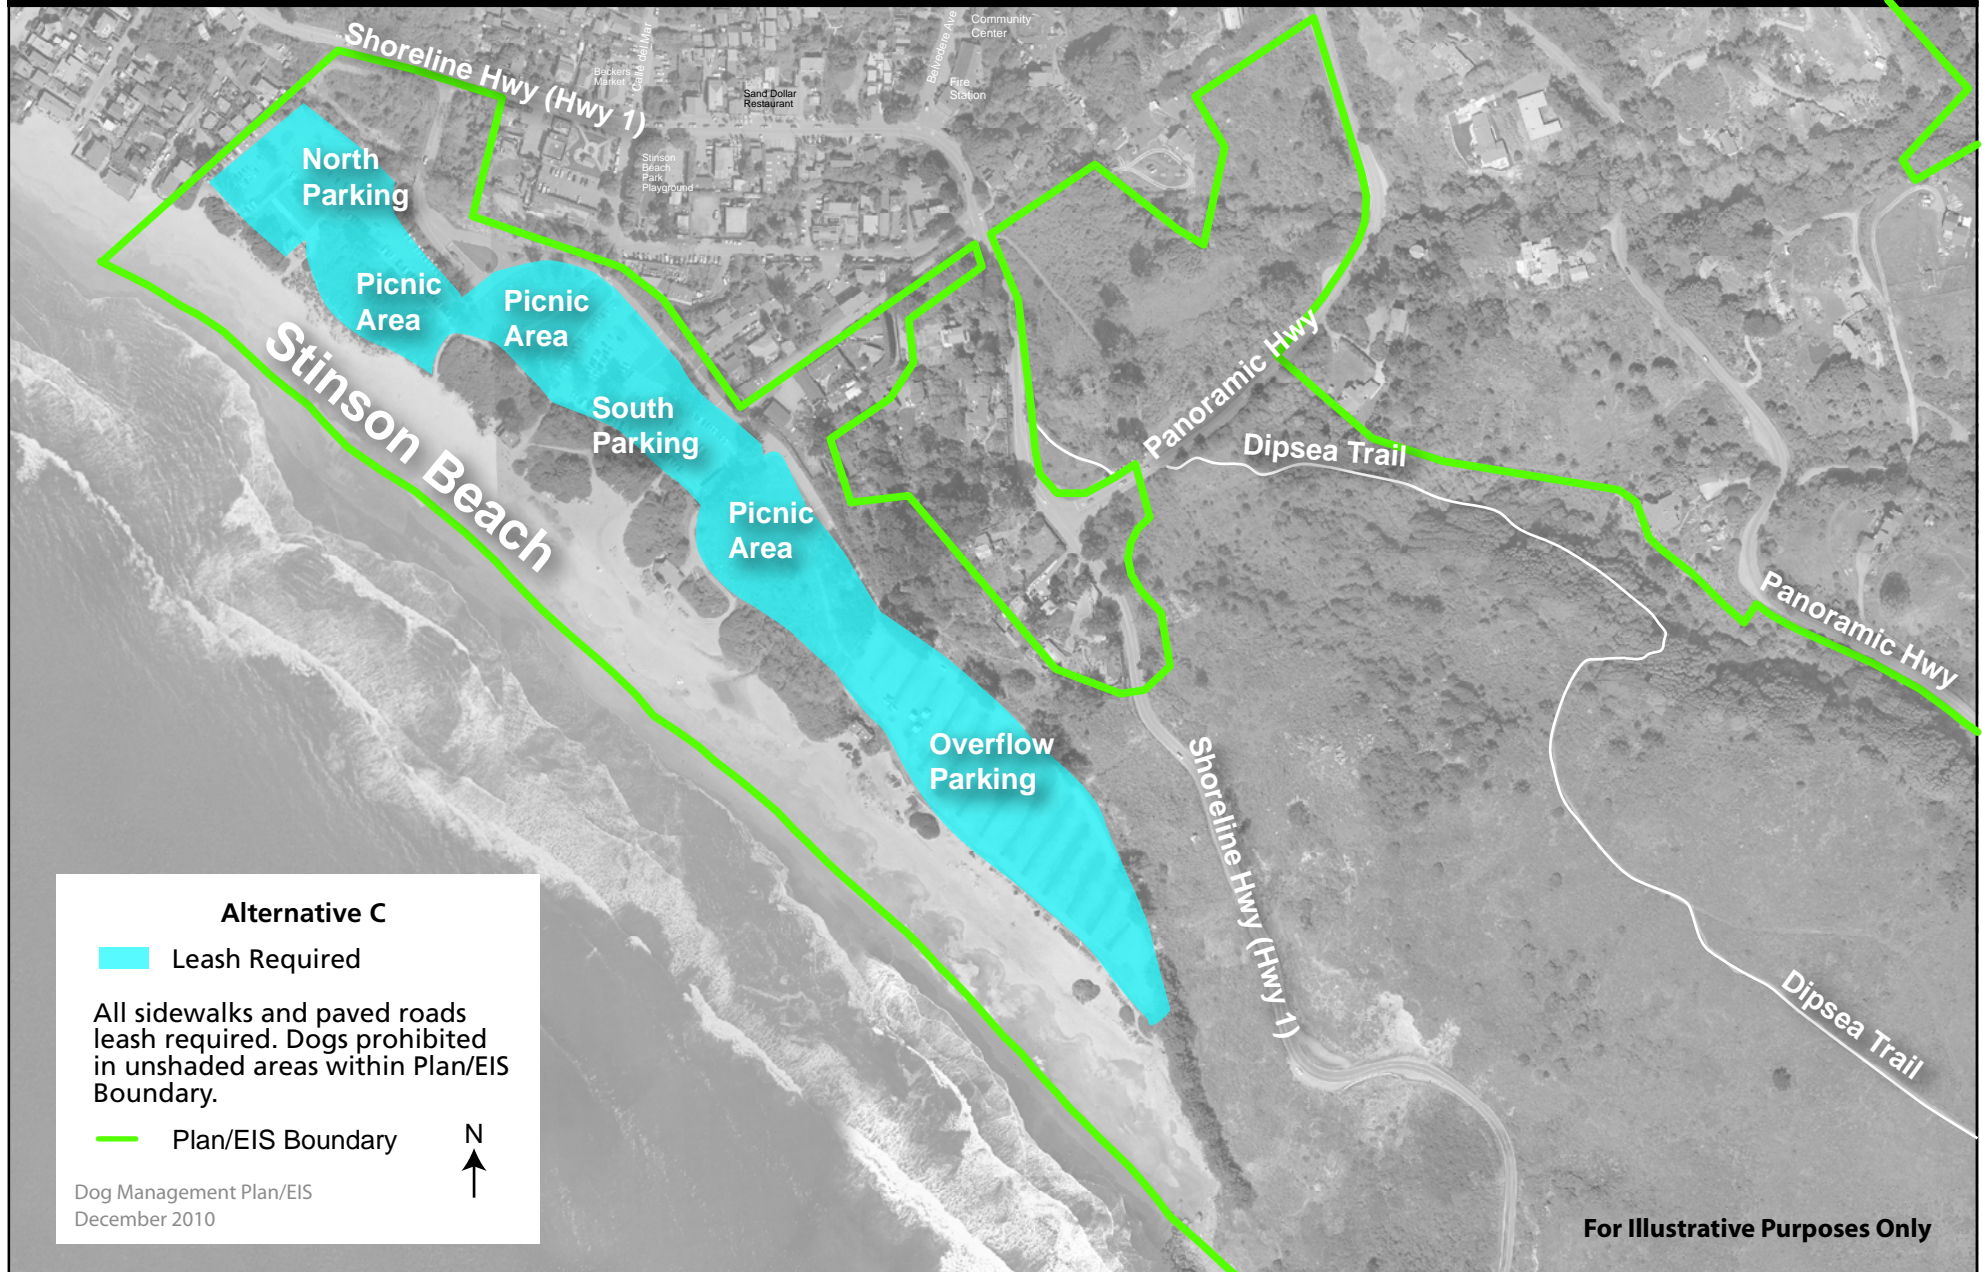 Shoreline Hwy (Hwy 1)
Community
Center
Belvedere Ave
Calle del Mar
Beckers
Market
Fire
Station
Sand Dollar
Restaurant
Stinson
Beach
Park
Playground
North
Parking
Picnic
Area
Picnic
Area
Stinson Beach
South
Parking
Picnic
Area
Panoramic Hwy
Dipsea Trail
Panoramic Hwy
Overflow
Parking
Shoreline Hwy (Hwy 1)
Dipsea Trail
Alternative C
Leash Required
All sidewalks and paved roads
leash required. Dogs prohibited
in unshaded areas within Plan/EIS
Boundary.
Plan/EIS Boundary
N
Dog Management Plan/EIS
December 2010
For Illustrative Purposes Only